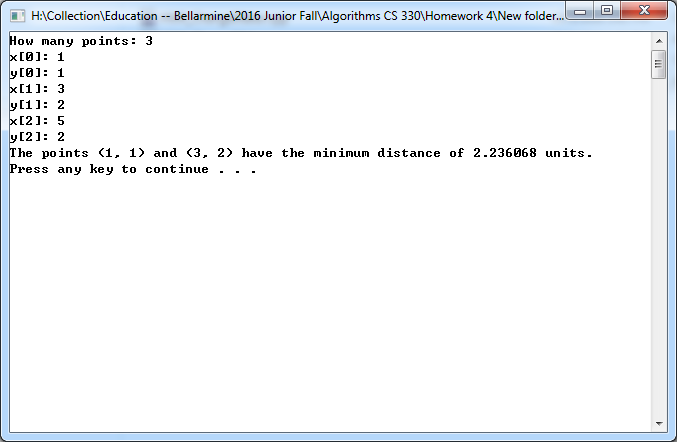 H:\Collection\Education -- Bellarmine\2016 Junior Fall\Algorithms CS 330\Homework 4\New folder...
How many points: 3
x[0]: 1
y[0]: 1
x[1]: 3
y[1]: 2
x[2]: 5
y[2]: 2
The points (1, 1) and (3, 2) have the minimum distance of 2.236068 units.
Press any key to continue . . .